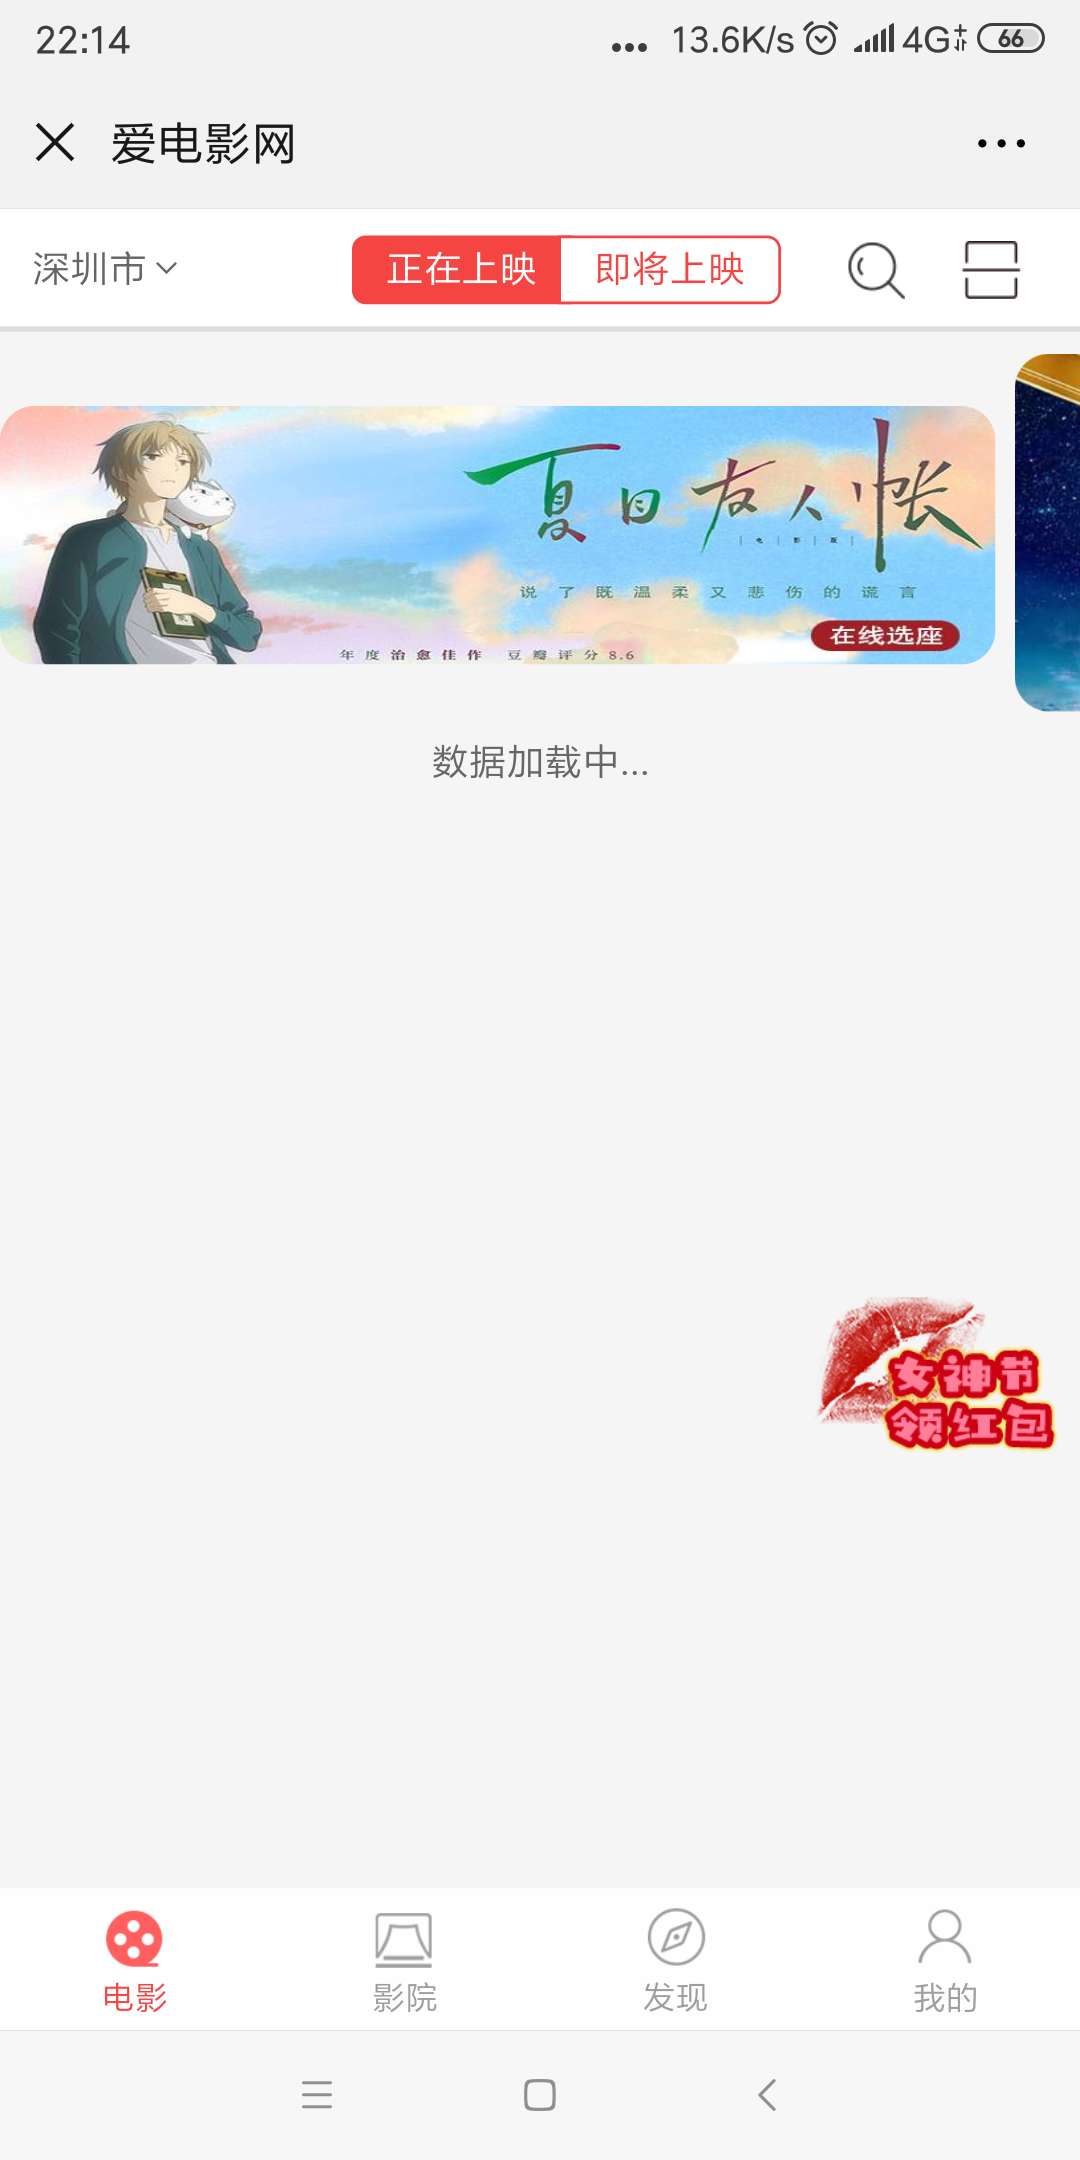 22:14
... 13.6K/s 4G 66
爱电影网
深圳市
正在上映 即将上映
夏目友人帐
电影版
说了既温柔又悲伤的谎言
在线选座
年度治愈佳作 豆瓣评分8.6
数据加载中...
女神节
领红包
电影 影院 发现 我的